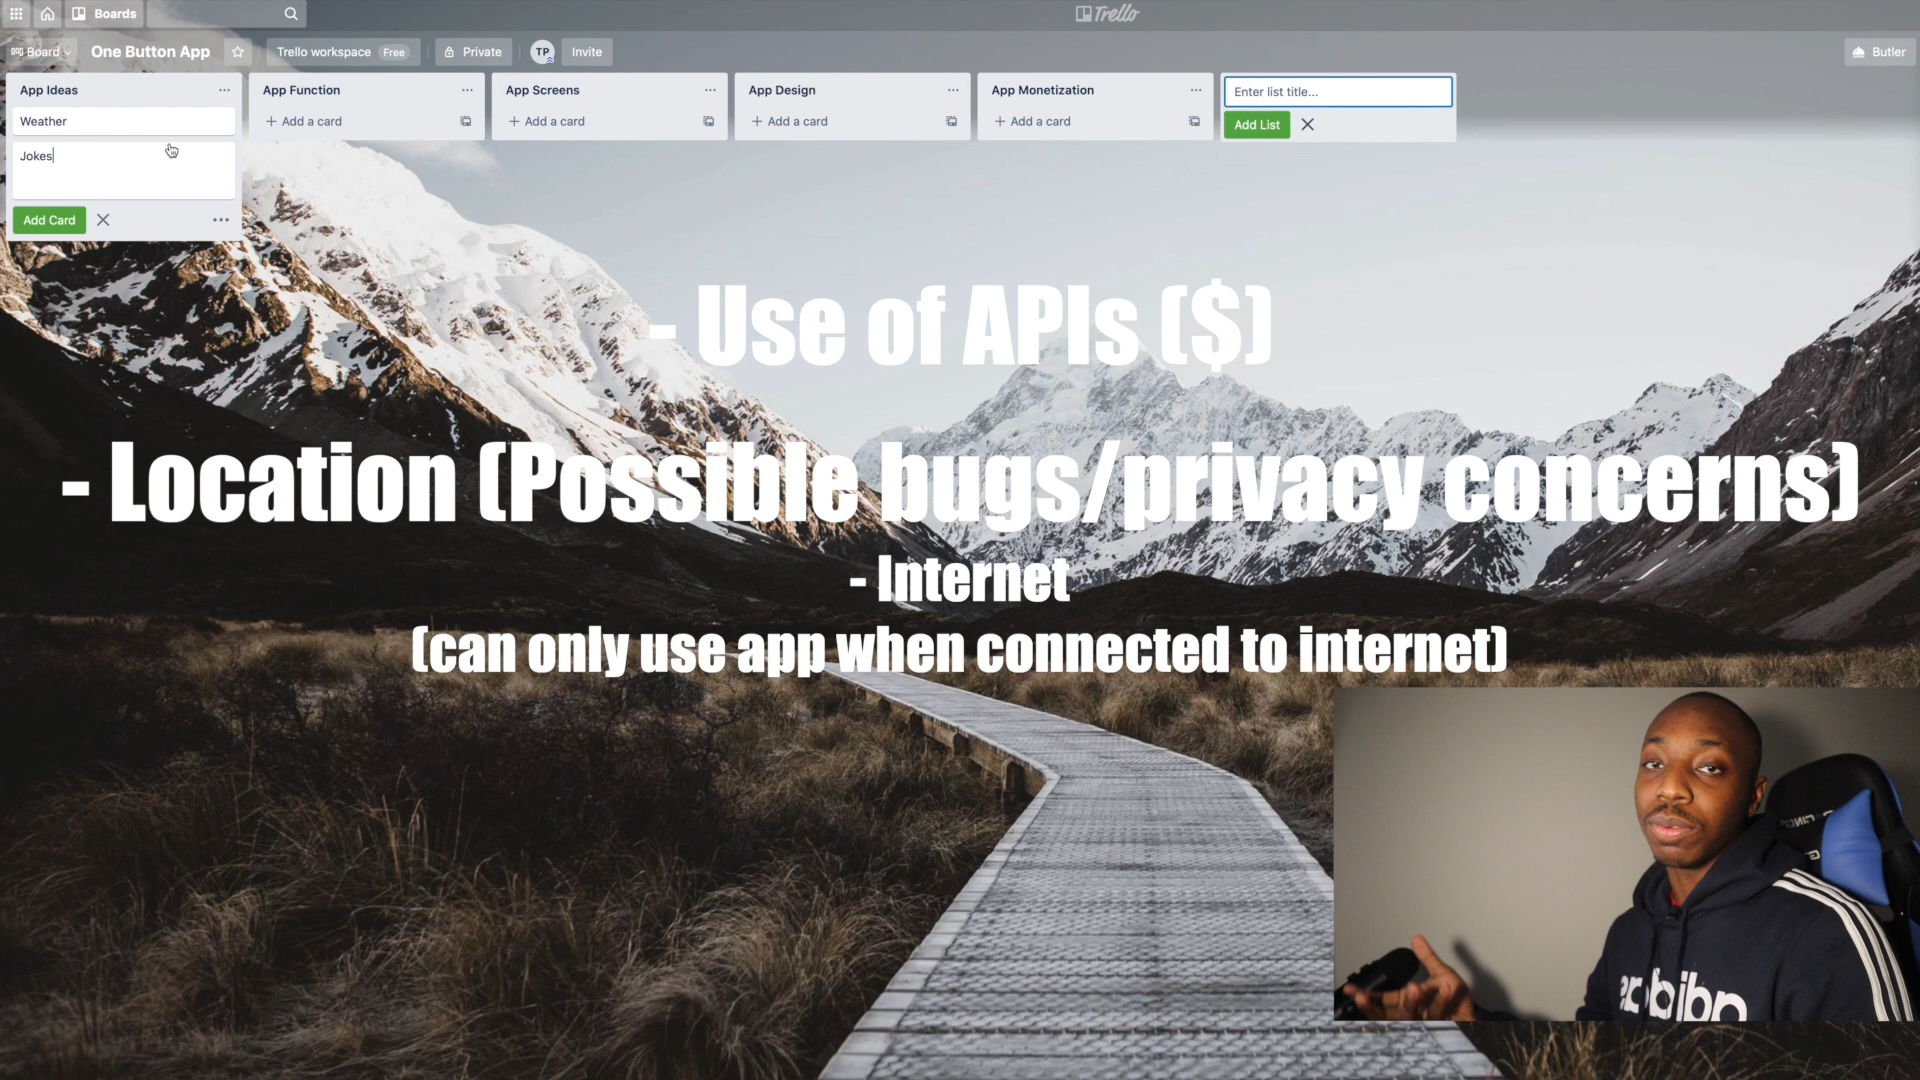 Boards
Trello
Board
One Button App
Trello workspace Free
Private
TP
Invite
Butler
App Ideas
Weather
Jokes
Add Card
App Function
+ Add a card
App Screens
+ Add a card
App Design
+ Add a card
App Monetization
+ Add a card
Enter list title...
Add List
- Use of APIs ($)
- Location (Possible bugs/privacy concerns)
- Internet
(can only use app when connected to internet)